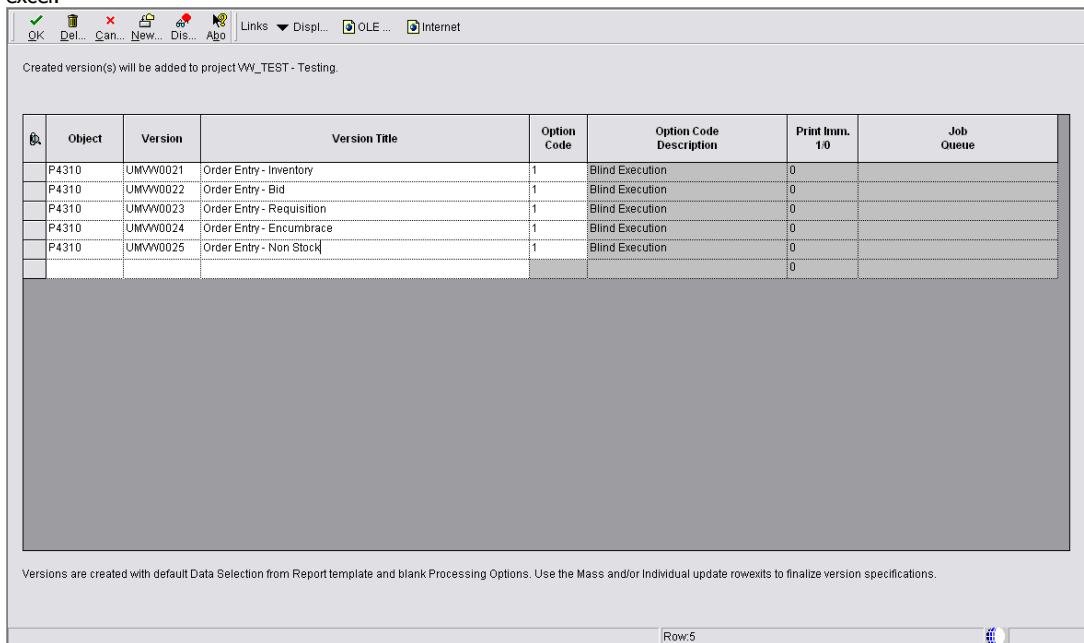 OK Del... Can... New... Dis... Abo Links Displ... OLE ... Internet
Created version(s) will be added to project VW_TEST - Testing.
Object Version Version Title Option Code Option Code Description Print Imm. 1/0 Job Queue
P4310 UMVW0021 Order Entry - Inventory 1 Blind Execution 0
P4310 UMVW0022 Order Entry - Bid 1 Blind Execution 0
P4310 UMVW0023 Order Entry - Requisition 1 Blind Execution 0
P4310 UMVW0024 Order Entry - Encumbrace 1 Blind Execution 0
P4310 UMVW0025 Order Entry - Non Stock 1 Blind Execution 0
0
Versions are created with default Data Selection from Report template and blank Processing Options. Use the Mass and/or Individual update rowexits to finalize version specifications.
Row:5